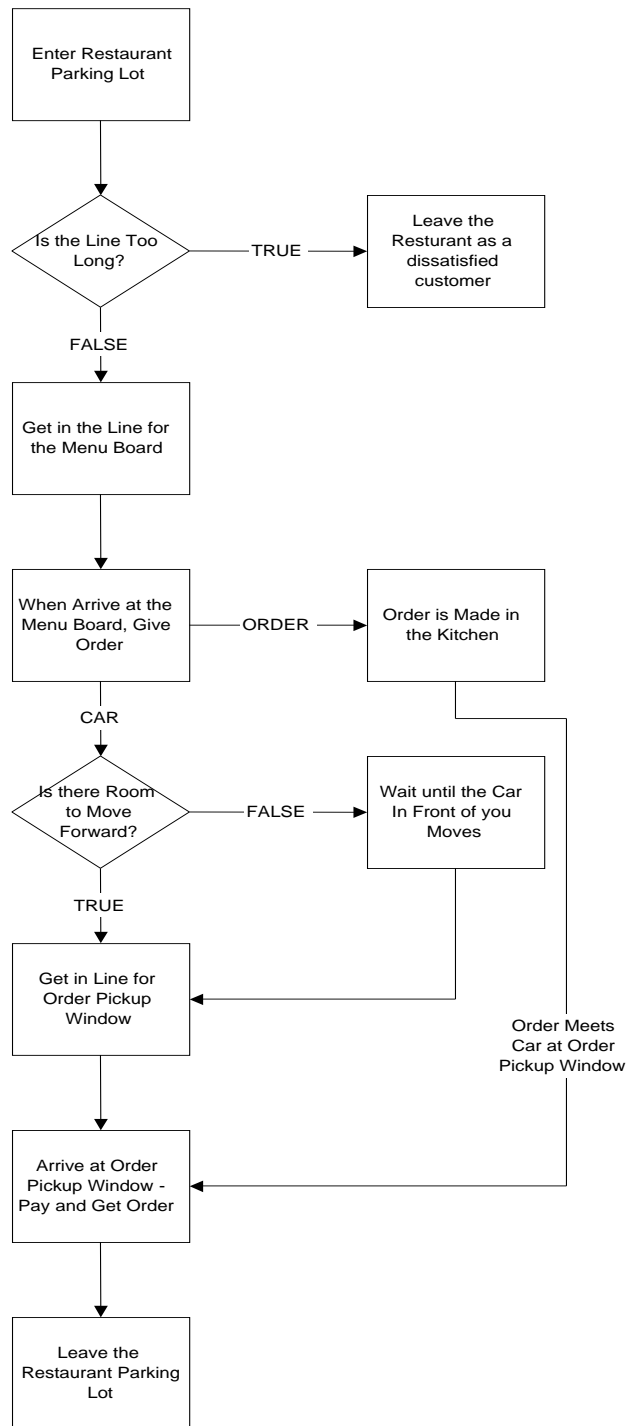 Enter Restaurant
Parking Lot
Is the Line Too
Long?
TRUE
Leave the
Resturant as a
dissatisfied
customer
FALSE
Get in the Line for
the Menu Board
When Arrive at the
Menu Board, Give
Order
ORDER
Order is Made in
the Kitchen
CAR
Is there Room
to Move
Forward?
FALSE
Wait until the Car
In Front of you
Moves
TRUE
Get in Line for
Order Pickup
Window
Order Meets
Car at Order
Pickup Window
Arrive at Order
Pickup Window -
Pay and Get Order
Leave the
Restaurant Parking
Lot